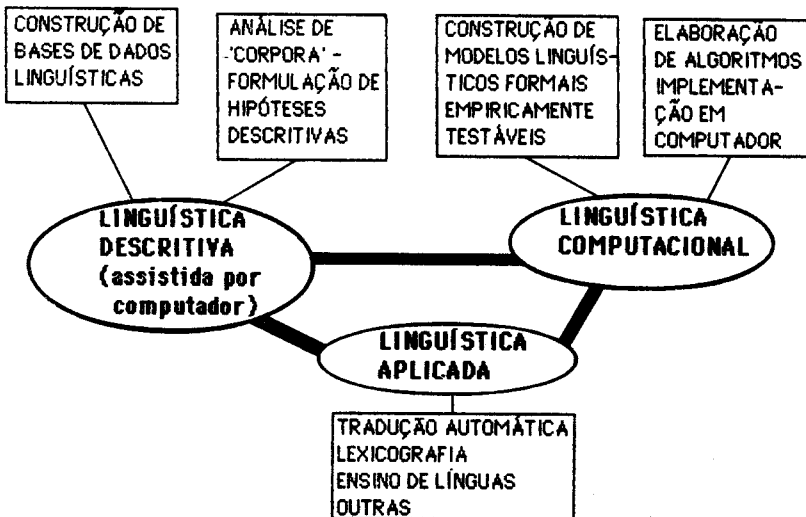 CONSTRUÇÃO DE
BASES DE DADOS
LINGUÍSTICAS
ANÁLISE DE
-'CORPORA' -
FORMULAÇÃO DE
HIPÓTESES
DESCRITIVAS
CONSTRUÇÃO DE
MODELOS LINGUÍS-
TICOS FORMAIS
EMPIRICAMENTE
TESTÁVEIS
ELABORAÇÃO
DE ALGORITMOS
IMPLEMENTA-
ÇÃO EM
COMPUTADOR
LINGUÍSTICA
DESCRITIVA
(assistida por
computador)
LINGUÍSTICA
COMPUTACIONAL
LINGUÍSTICA
APLICADA
TRADUÇÃO AUTOMÁTICA
LEXICOGRAFIA
ENSINO DE LÍNGUAS
OUTRAS